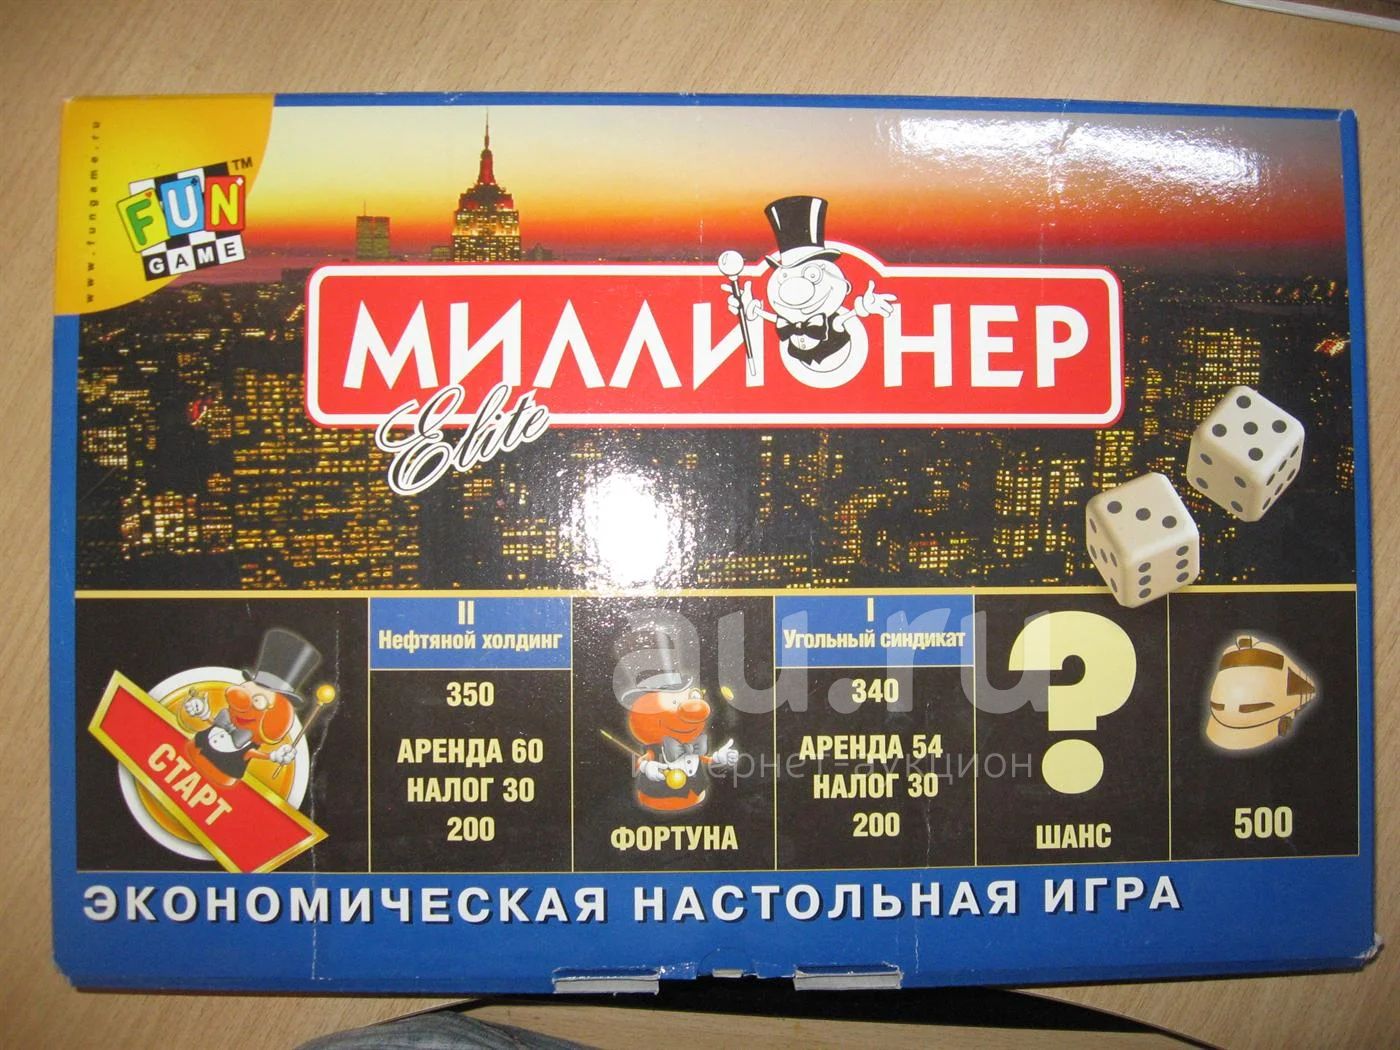 www.fungame.ru
FUN TM
GAME
МИЛЛИОНЕР
Elite
СТАРТ
II
Нефтяной холдинг
350
АРЕНДА 60
НАЛОГ 30
200
ФОРТУНА
I
Угольный синдикат
340
АРЕНДА 54
НАЛОГ 30
200
?
ШАНС
500
au.ru
интернет-аукцион
ЭКОНОМИЧЕСКАЯ НАСТОЛЬНАЯ ИГРА